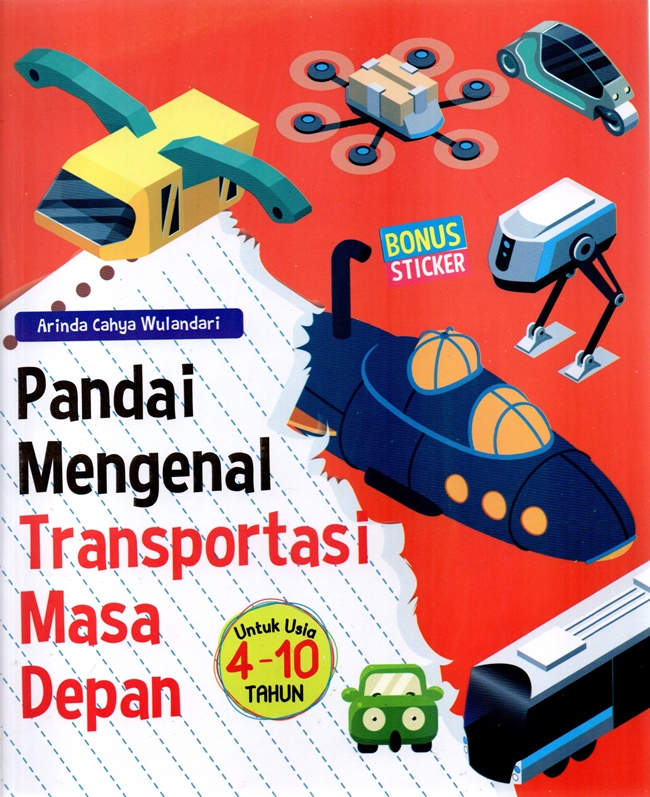 BONUS
STICKER
Arinda Cahya Wulandari
Pandai
Mengenal
Transportasi
Masa
Depan
Untuk Usia
4-10
TAHUN